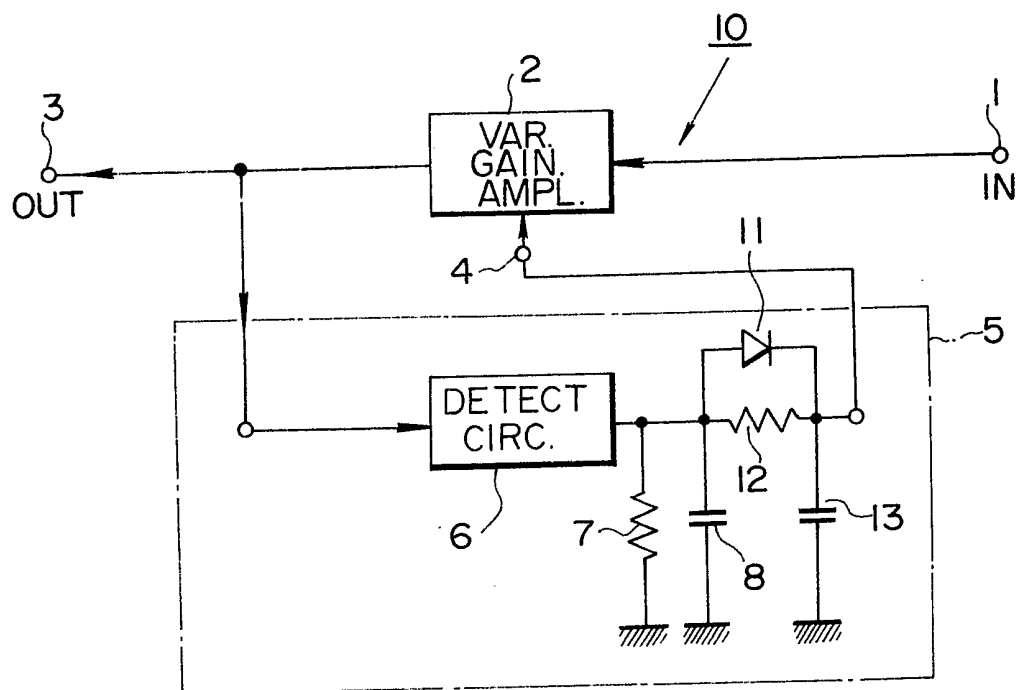 10
2
3
1
VAR.
GAIN.
AMPL.
OUT
IN
4
11
5
DETECT
CIRC.
12
6
7
8
13